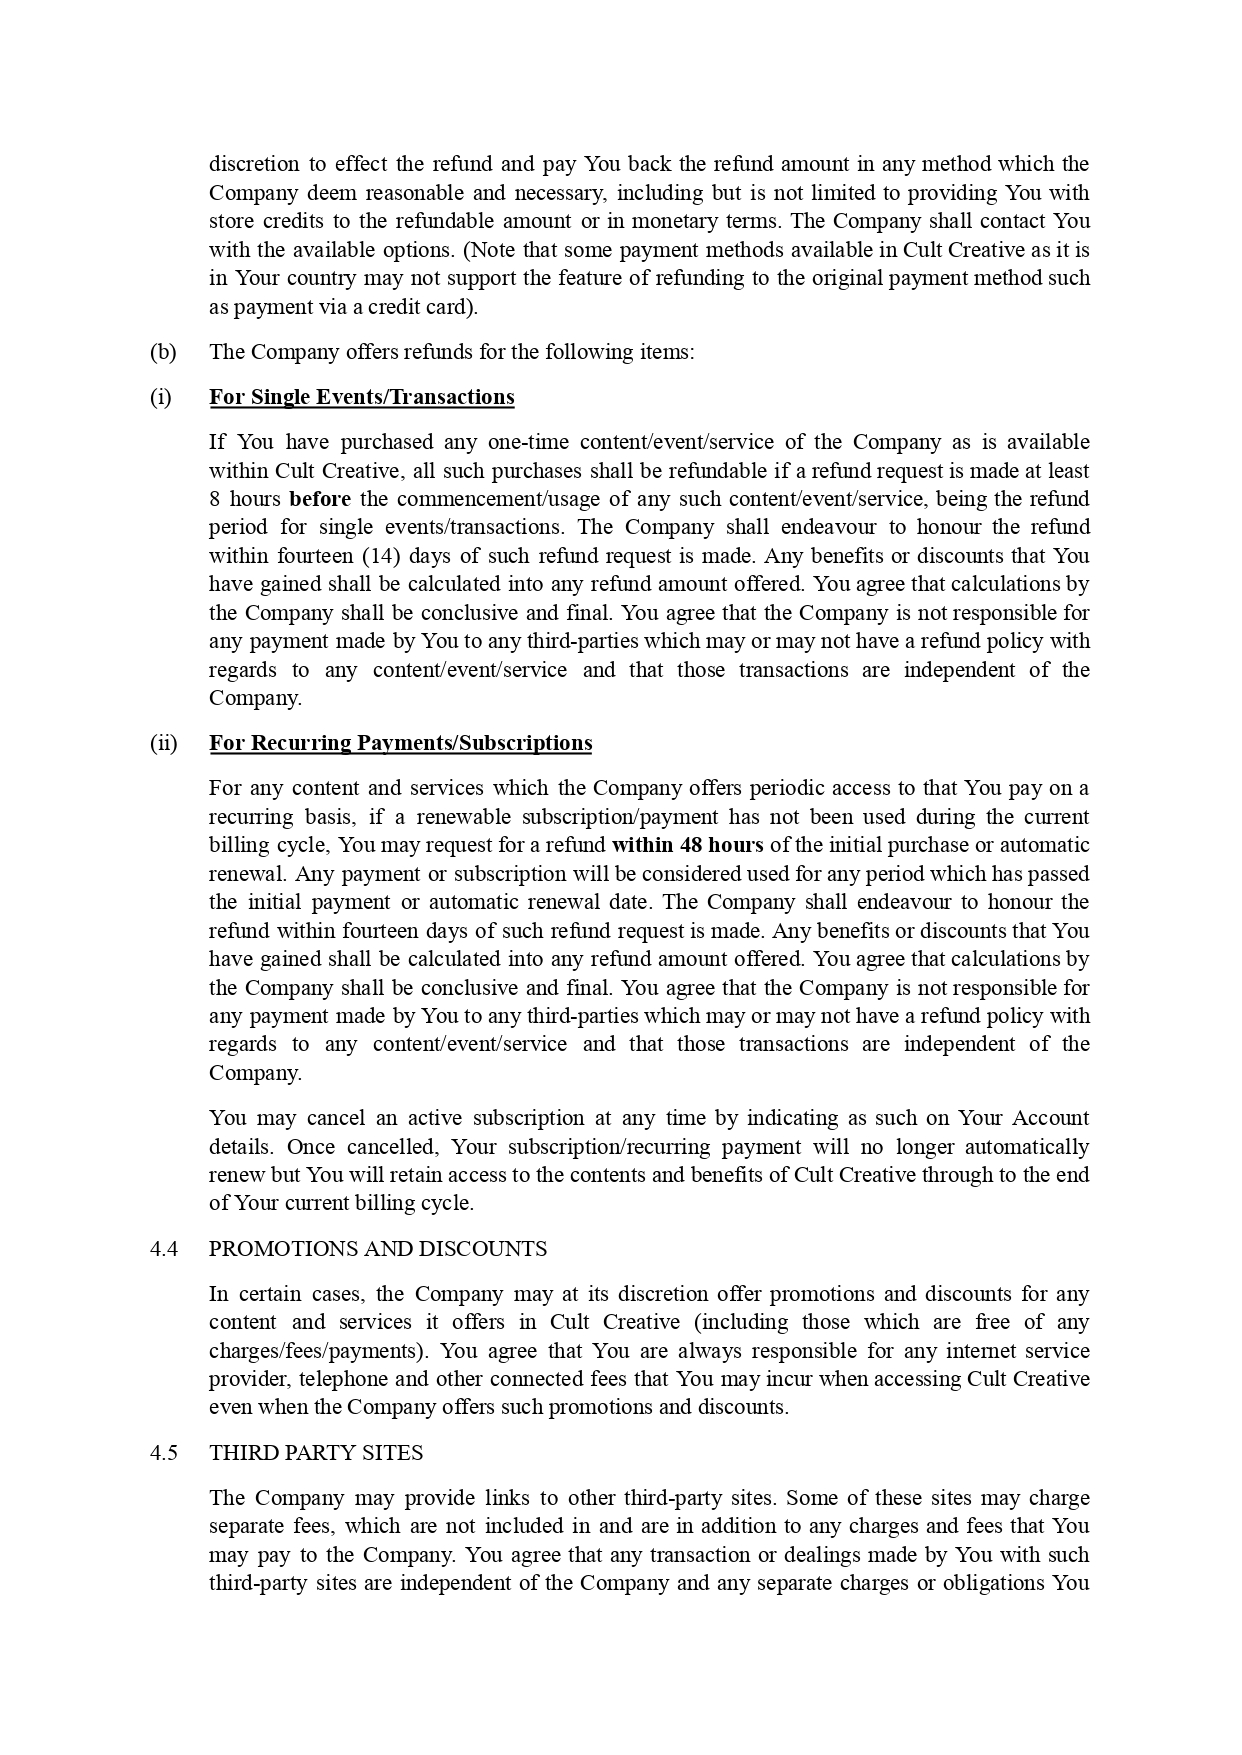 discretion to effect the refund and pay You back the refund amount in any method which the
Company deem reasonable and necessary, including but is not limited to providing You with
store credits to the refundable amount or in monetary terms. The Company shall contact You
with the available options. (Note that some payment methods available in Cult Creative as it is
in Your country may not support the feature of refunding to the original payment method such
as payment via a credit card).
(b) The Company offers refunds for the following items:
(i) For Single Events/Transactions
If You have purchased any one-time content/event/service of the Company as is available
within Cult Creative, all such purchases shall be refundable if a refund request is made at least
8 hours before the commencement/usage of any such content/event/service, being the refund
period for single events/transactions. The Company shall endeavour to honour the refund
within fourteen (14) days of such refund request is made. Any benefits or discounts that You
have gained shall be calculated into any refund amount offered. You agree that calculations by
the Company shall be conclusive and final. You agree that the Company is not responsible for
any payment made by You to any third-parties which may or may not have a refund policy with
regards to any content/event/service and that those transactions are independent of the
Company.
(ii) For Recurring Payments/Subscriptions
For any content and services which the Company offers periodic access to that You pay on a
recurring basis, if a renewable subscription/payment has not been used during the current
billing cycle, You may request for a refund within 48 hours of the initial purchase or automatic
renewal. Any payment or subscription will be considered used for any period which has passed
the initial payment or automatic renewal date. The Company shall endeavour to honour the
refund within fourteen days of such refund request is made. Any benefits or discounts that You
have gained shall be calculated into any refund amount offered. You agree that calculations by
the Company shall be conclusive and final. You agree that the Company is not responsible for
any payment made by You to any third-parties which may or may not have a refund policy with
regards to any content/event/service and that those transactions are independent of the
Company.
You may cancel an active subscription at any time by indicating as such on Your Account
details. Once cancelled, Your subscription/recurring payment will no longer automatically
renew but You will retain access to the contents and benefits of Cult Creative through to the end
of Your current billing cycle.
4.4 PROMOTIONS AND DISCOUNTS
In certain cases, the Company may at its discretion offer promotions and discounts for any
content and services it offers in Cult Creative (including those which are free of any
charges/fees/payments). You agree that You are always responsible for any internet service
provider, telephone and other connected fees that You may incur when accessing Cult Creative
even when the Company offers such promotions and discounts.
4.5 THIRD PARTY SITES
The Company may provide links to other third-party sites. Some of these sites may charge
separate fees, which are not included in and are in addition to any charges and fees that You
may pay to the Company. You agree that any transaction or dealings made by You with such
third-party sites are independent of the Company and any separate charges or obligations You